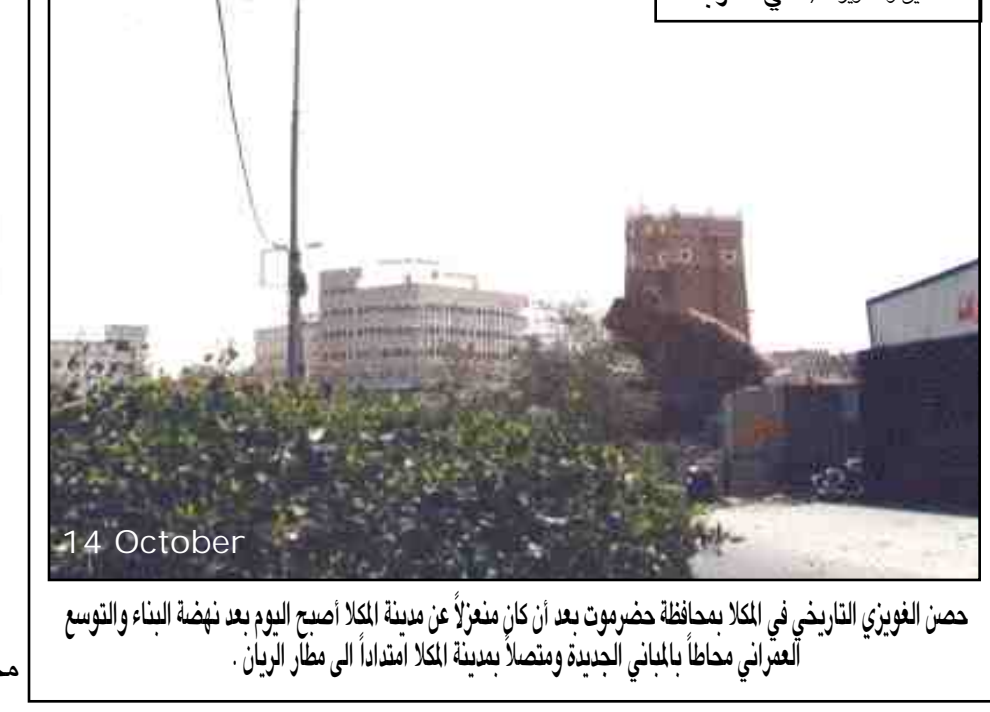 14 October
حصن الغويزي التاريخي في المكلا بمحافظة حضرموت بعد أن كان منعزلاً عن مدينة المكلا أصبح اليوم بعد نهضة البناء والتوسع
العمراني محاطاً بالمباني الجديدة ومتصلاً بمدينة المكلا امتداداً الى مطار الريان .